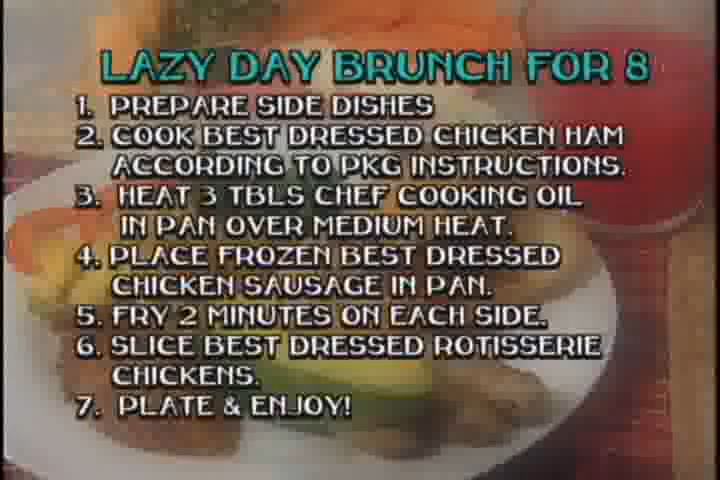 LAZY DAY BRUNCH FOR 8
1. PREPARE SIDE DISHES
2. COOK BEST DRESSED CHICKEN HAM
ACCORDING TO PKG INSTRUCTIONS.
3. HEAT 3 TBLS CHEF COOKING OIL
IN PAN OVER MEDIUM HEAT.
4. PLACE FROZEN BEST DRESSED
CHICKEN SAUSAGE IN PAN.
5. FRY 2 MINUTES ON EACH SIDE.
6. SLICE BEST DRESSED ROTISSERIE
CHICKENS.
7. PLATE & ENJOY!